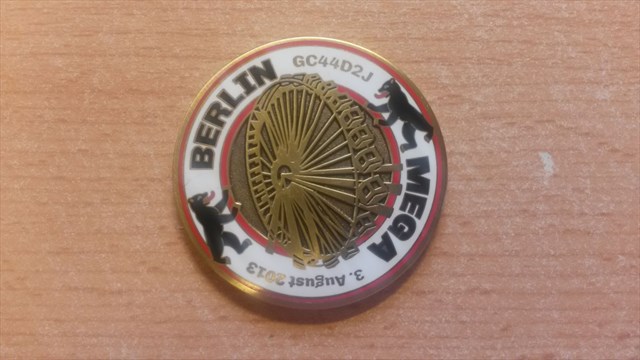 BERLIN
GC44D2J
MEGA
3. August 2013